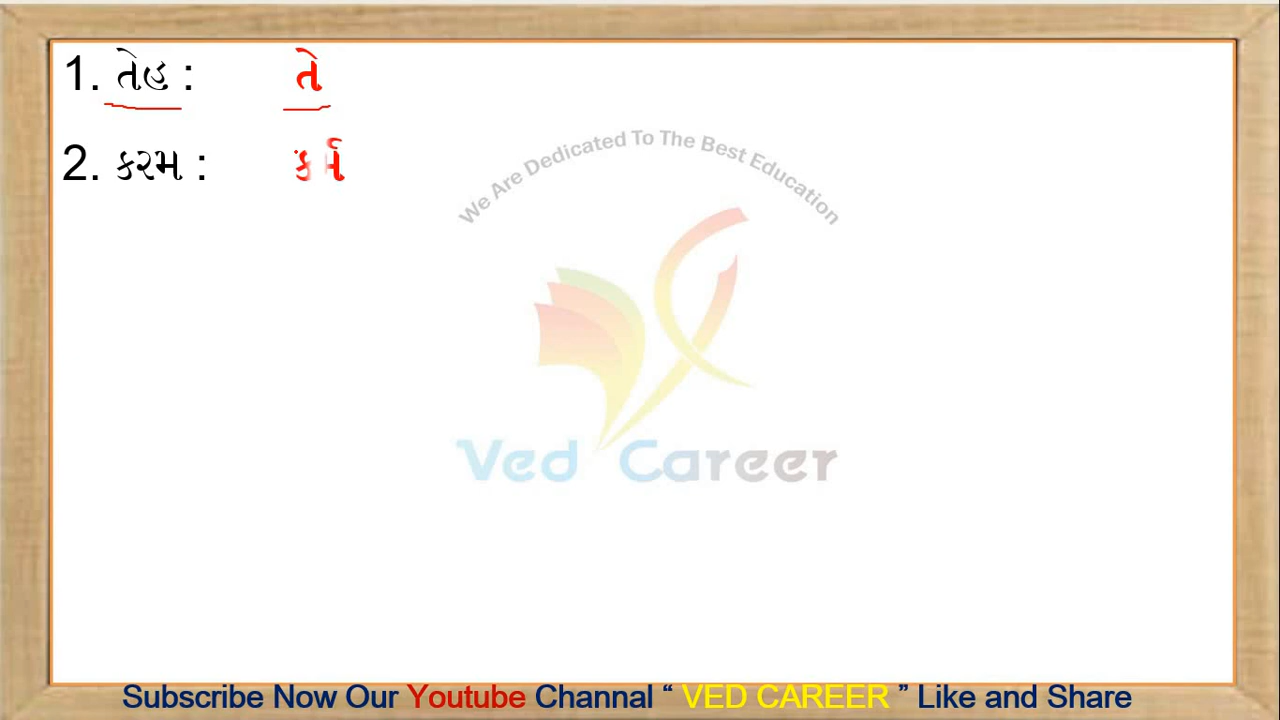 1. તેહ : તે
2. કરમ : કર્મ
We Are Dedicated To The Best Education
Ved Career
Subscribe Now Our Youtube Channal “ VED CAREER ” Like and Share